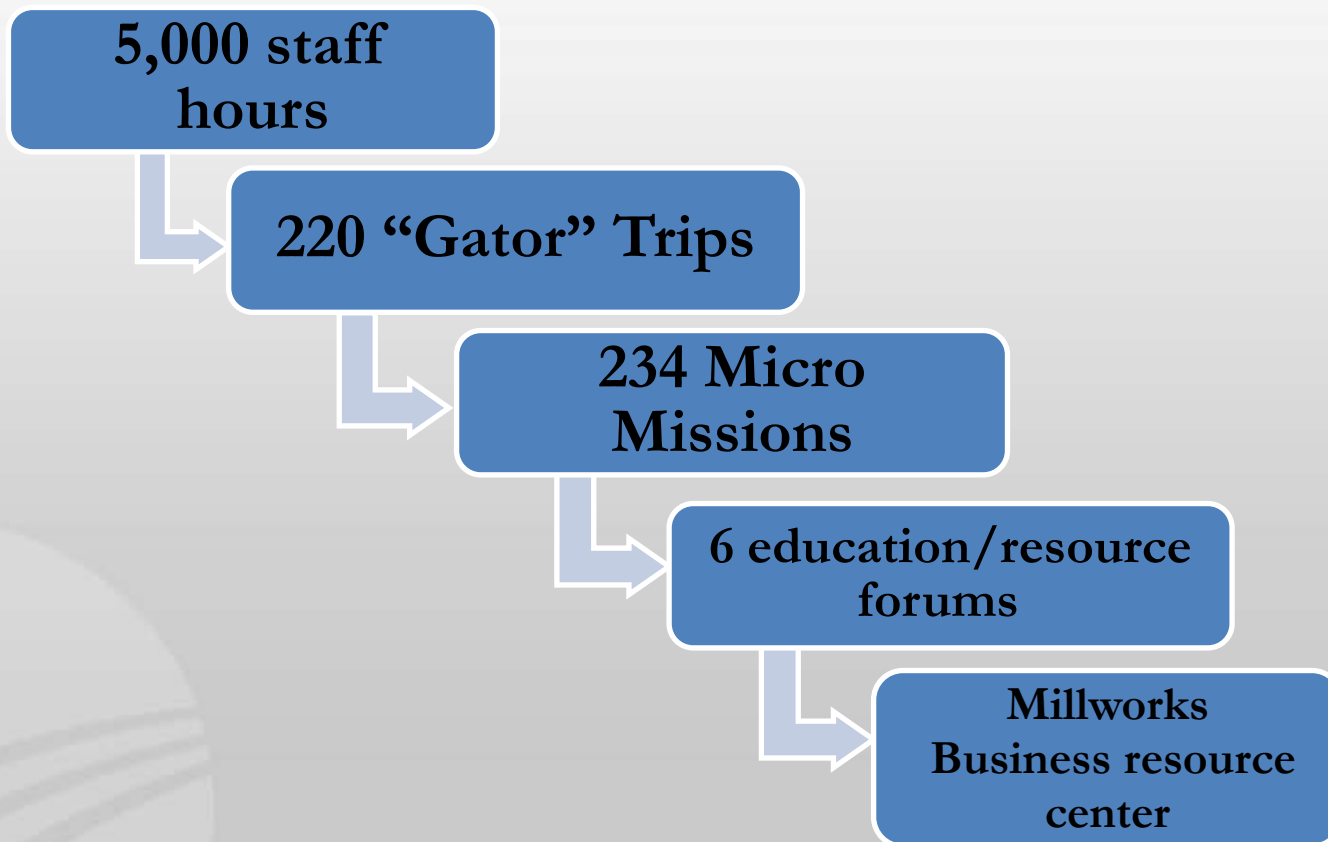 5,000 staff
hours
220 “Gator” Trips
234 Micro
Missions
6 education/resource
forums
Millworks
Business resource
center